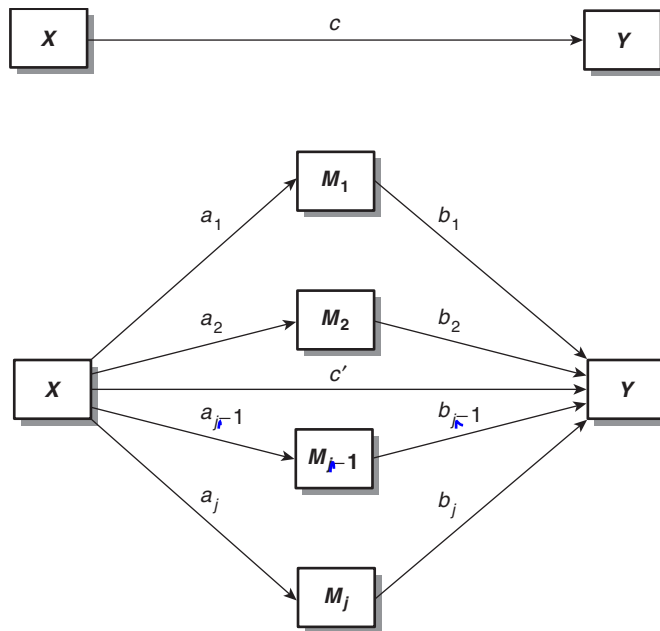 c
X Y
M₁
a₁ b₁
a₂ M₂ b₂
X c′ Y
aⱼ₋₁ bⱼ₋₁
Mⱼ₋₁
aⱼ bⱼ
Mⱼ